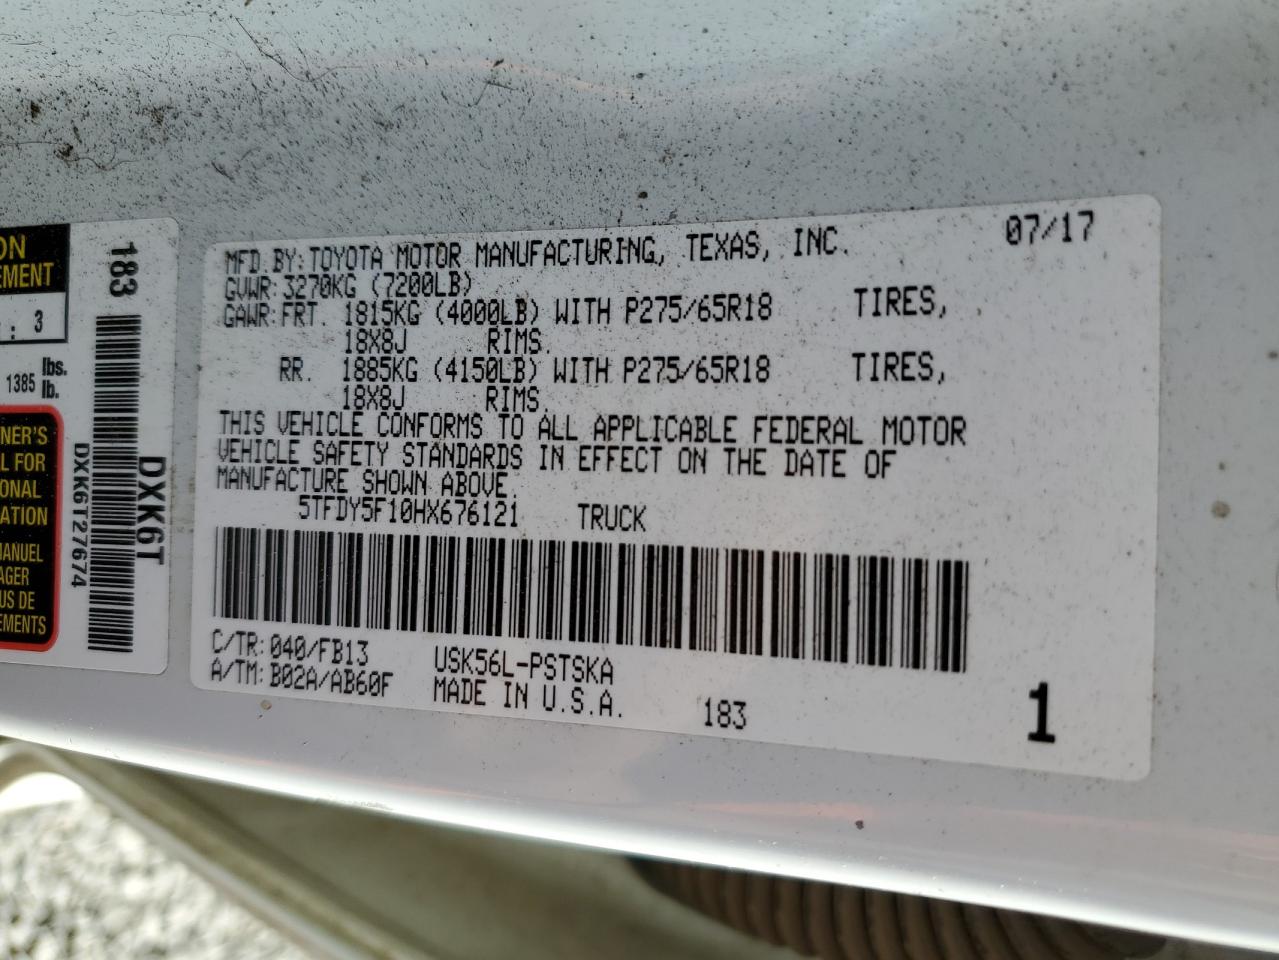 ON
EMENT
: 3
1385 lbs.
lb.
NER'S
L FOR
ONAL
ATION
MANUEL
AGER
US DE
EMENTS
183
DXK6T
DXK6T27674
MFD. BY: TOYOTA MOTOR MANUFACTURING, TEXAS, INC. 07/17
GVWR: 3270KG (7200LB)
GAWR: FRT. 1815KG (4000LB) WITH P275/65R18 TIRES,
18X8J RIMS,
RR. 1885KG (4150LB) WITH P275/65R18 TIRES,
18X8J RIMS,
THIS VEHICLE CONFORMS TO ALL APPLICABLE FEDERAL MOTOR
VEHICLE SAFETY STANDARDS IN EFFECT ON THE DATE OF
MANUFACTURE SHOWN ABOVE.
5TFDY5F10HX676121 TRUCK
C/TR: 040/FB13 USK56L-PSTSKA
A/TM: B02A/AB60F MADE IN U.S.A. 183 1